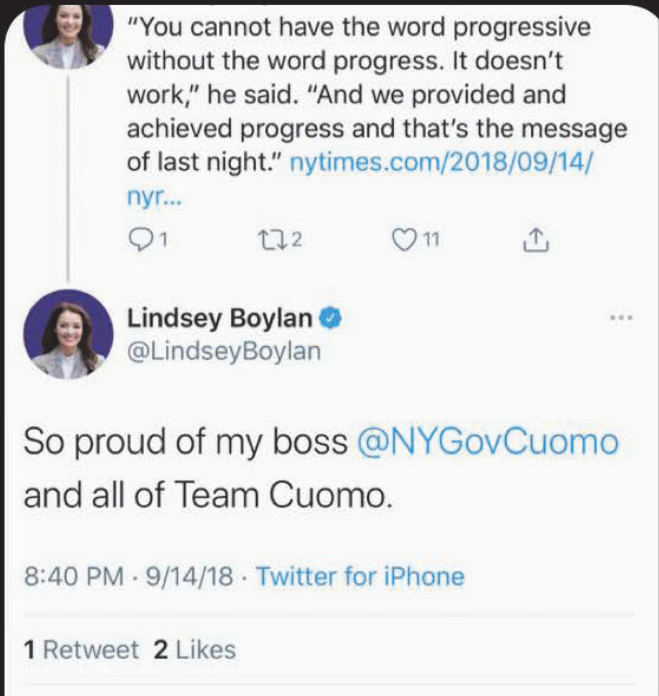 “You cannot have the word progressive
without the word progress. It doesn’t
work,” he said. “And we provided and
achieved progress and that’s the message
of last night.” nytimes.com/2018/09/14/
nyr...
1 2 11
Lindsey Boylan
@LindseyBoylan
So proud of my boss @NYGovCuomo
and all of Team Cuomo.
8:40 PM · 9/14/18 · Twitter for iPhone
1 Retweet 2 Likes